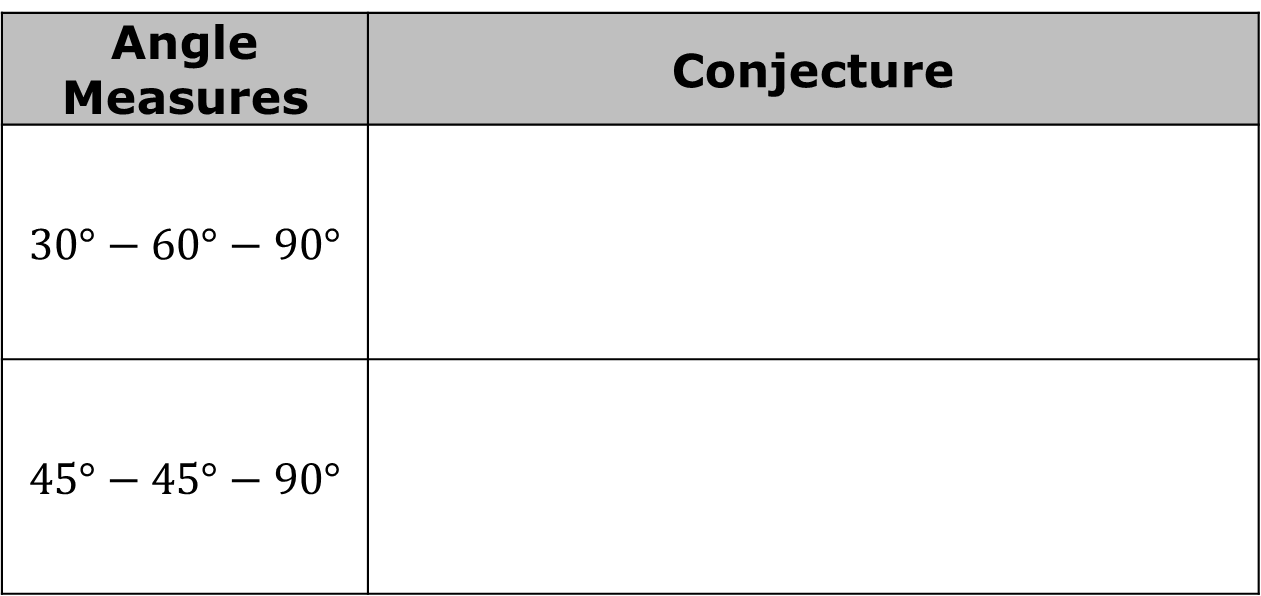 Angle
Measures
Conjecture
30° − 60° − 90°
45° − 45° − 90°